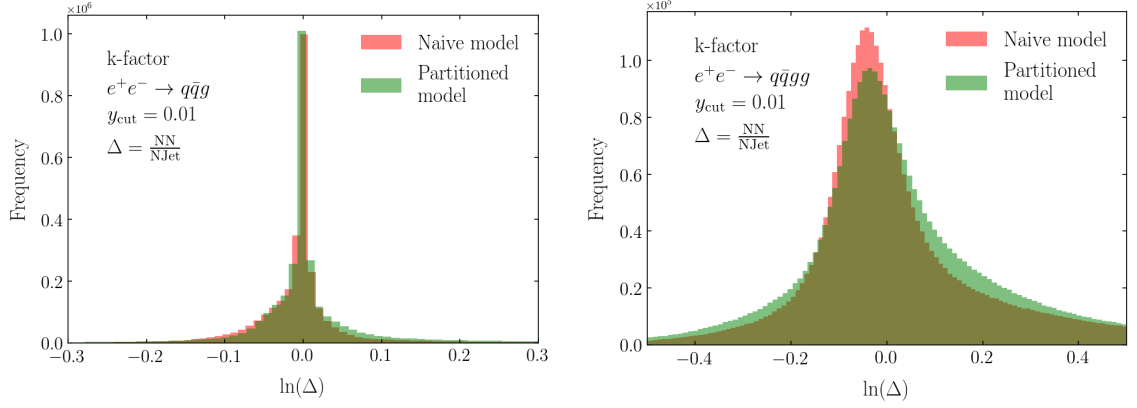 ×10⁶
k-factor
e⁺e⁻ → qq̄g
y_cut = 0.01
Δ = NN/NJet
Naive model
Partitioned
model
Frequency
1.0
0.8
0.6
0.4
0.2
0.0
−0.3 −0.2 −0.1 0.0 0.1 0.2 0.3
ln(Δ)
k-factor
e⁺e⁻ → qq̄gg
y_cut = 0.01
Δ = NN/NJet
Naive model
Partitioned
model
Frequency
1.0
0.8
0.6
0.4
0.2
0.0
−0.4 −0.2 0.0 0.2 0.4
ln(Δ)